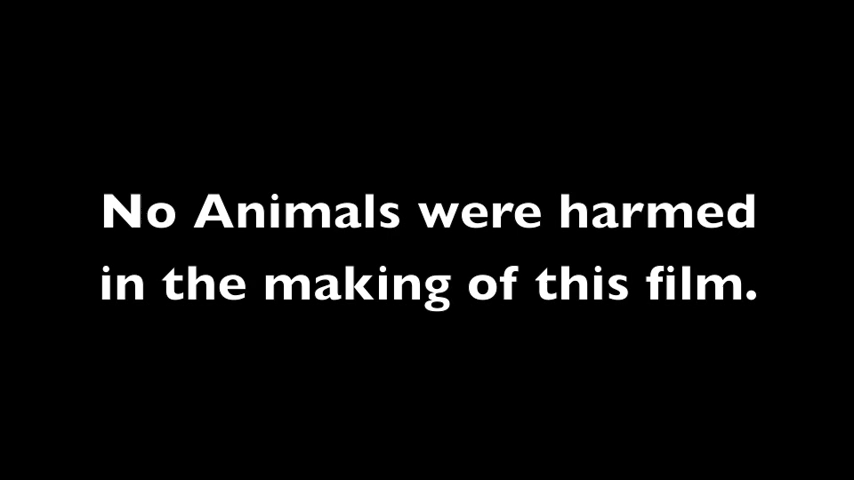 No Animals were harmed
in the making of this film.